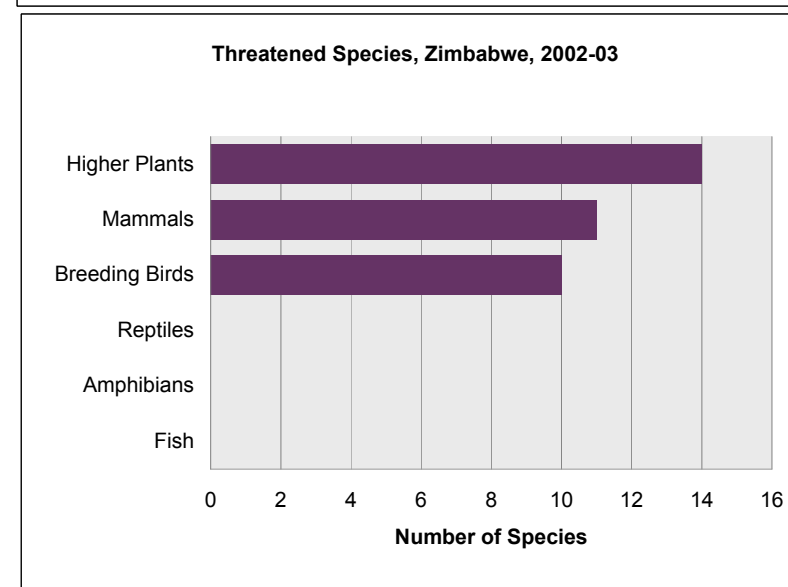 Threatened Species, Zimbabwe, 2002-03
Higher Plants
Mammals
Breeding Birds
Reptiles
Amphibians
Fish
0 2 4 6 8 10 12 14 16
Number of Species